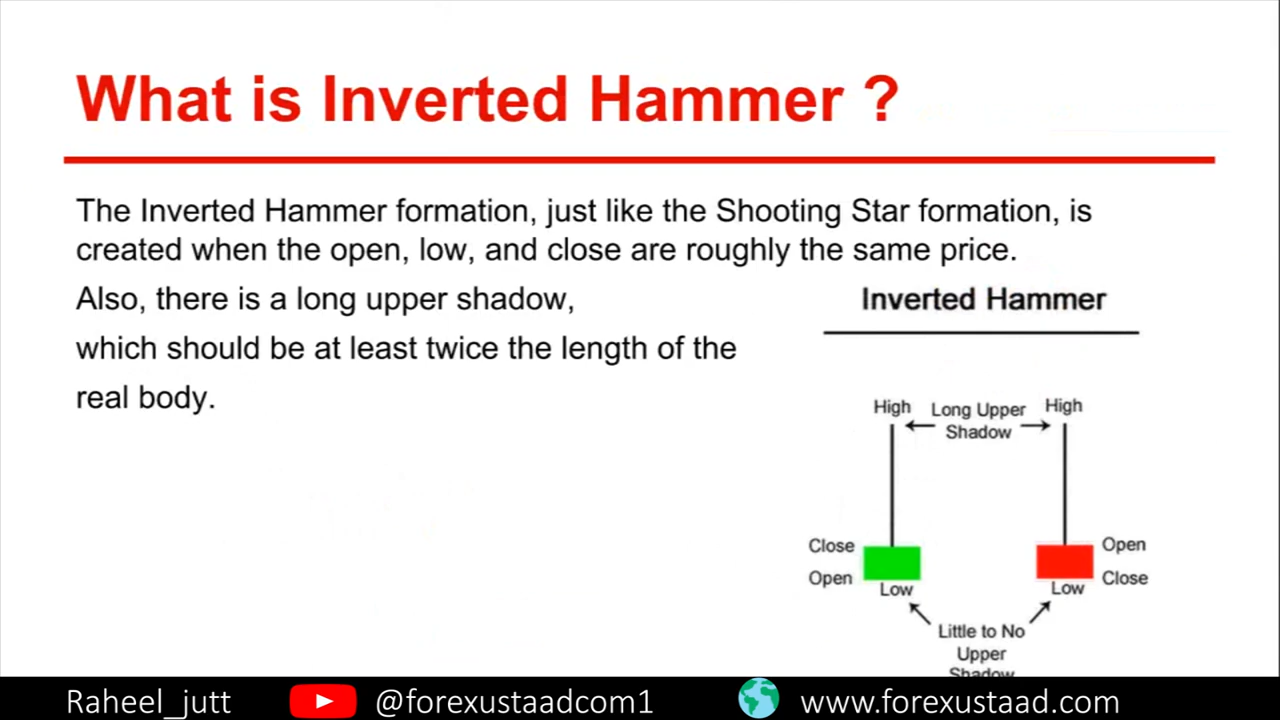 What is Inverted Hammer ?
The Inverted Hammer formation, just like the Shooting Star formation, is
created when the open, low, and close are roughly the same price.
Also, there is a long upper shadow,
which should be at least twice the length of the
real body.
Inverted Hammer
High Long Upper High
Shadow
Close Open
Open Close
Low Low
Little to No
Upper
Shadow
Raheel_jutt @forexustaadcom1 www.forexustaad.com